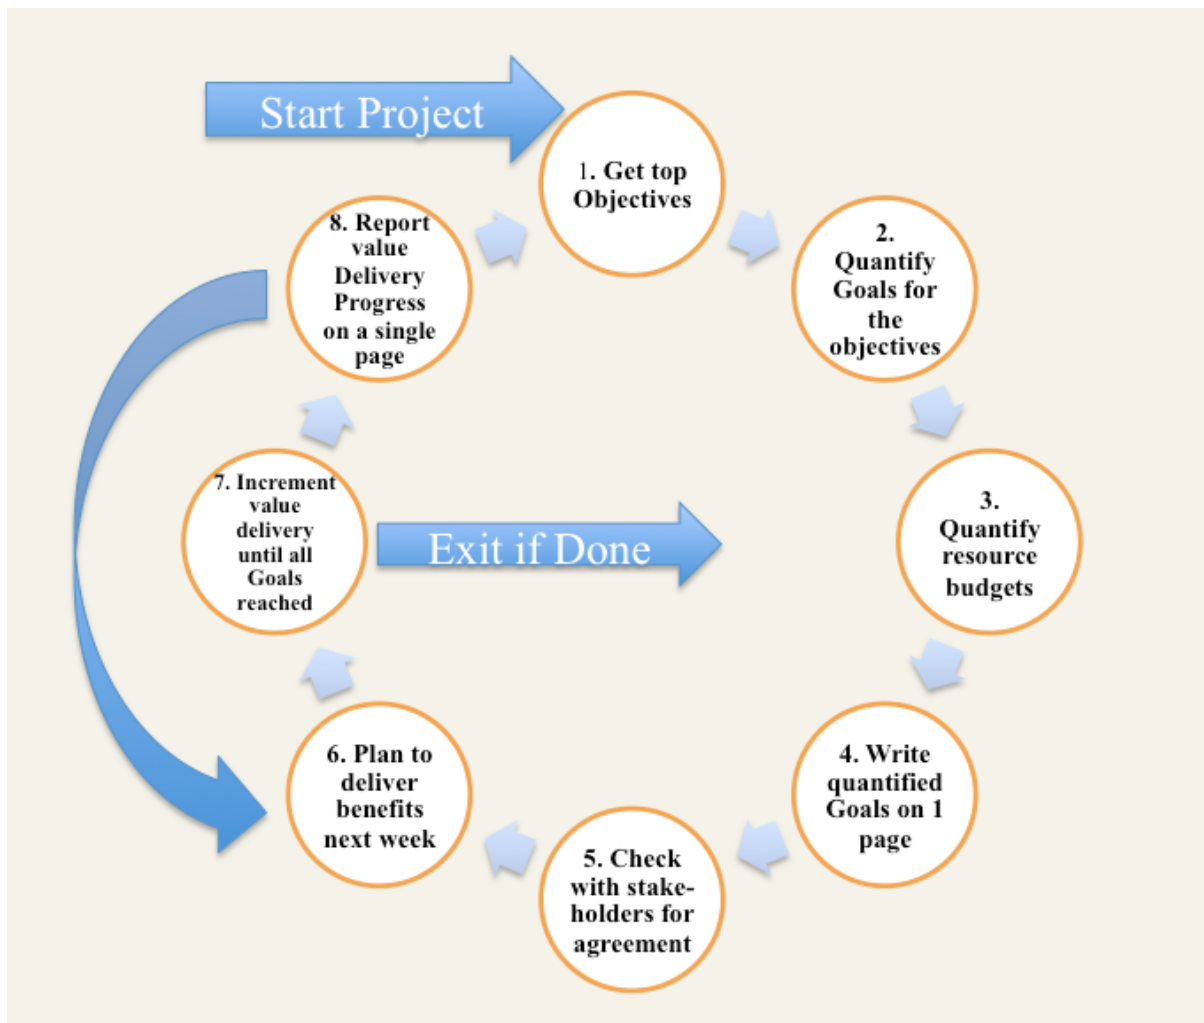 Start Project
1. Get top
Objectives
2.
Quantify
Goals for
the
objectives
3.
Quantify
resource
budgets
4. Write
quantified
Goals on 1
page
5. Check
with stake-
holders for
agreement
6. Plan to
deliver
benefits
next week
7. Increment
value
delivery
until all
Goals
reached
Exit if Done
8. Report
value
Delivery
Progress
on a single
page